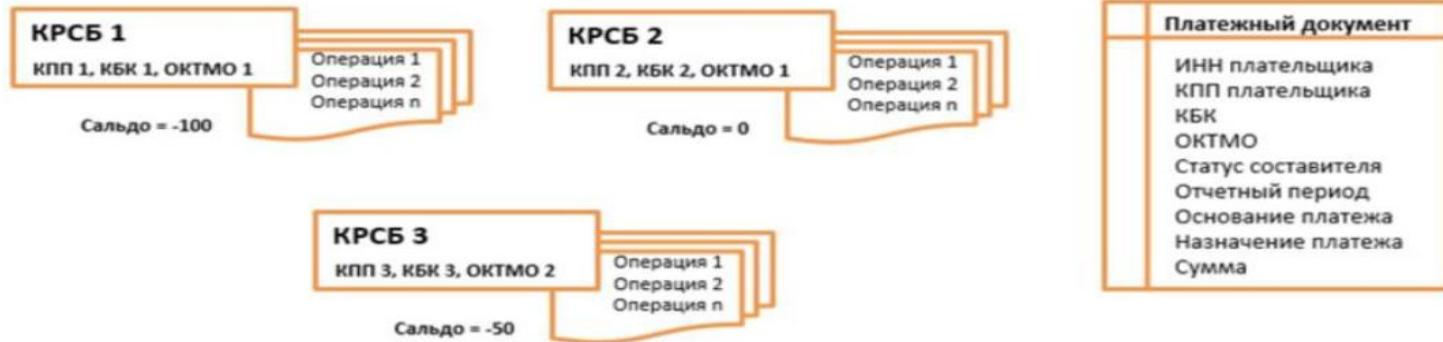 КРСБ 1
КПП 1, КБК 1, ОКТМО 1
Операция 1
Операция 2
Операция n
Сальдо = -100
КРСБ 2
КПП 2, КБК 2, ОКТМО 1
Операция 1
Операция 2
Операция n
Сальдо = 0
КРСБ 3
КПП 3, КБК 3, ОКТМО 2
Операция 1
Операция 2
Операция n
Сальдо = -50
Платежный документ
ИНН плательщика
КПП плательщика
КБК
ОКТМО
Статус составителя
Отчетный период
Основание платежа
Назначение платежа
Сумма